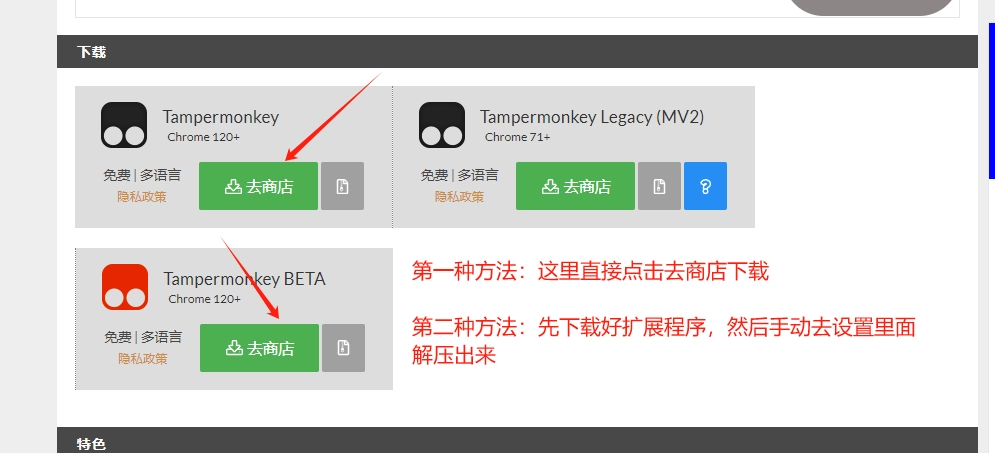 下载
Tampermonkey
Chrome 120+
免费 | 多语言
隐私政策
去商店
Tampermonkey Legacy (MV2)
Chrome 71+
免费 | 多语言
隐私政策
去商店
Tampermonkey BETA
Chrome 120+
免费 | 多语言
隐私政策
去商店
第一种方法：这里直接点击去商店下载
第二种方法：先下载好扩展程序，然后手动去设置里面
解压出来
特色